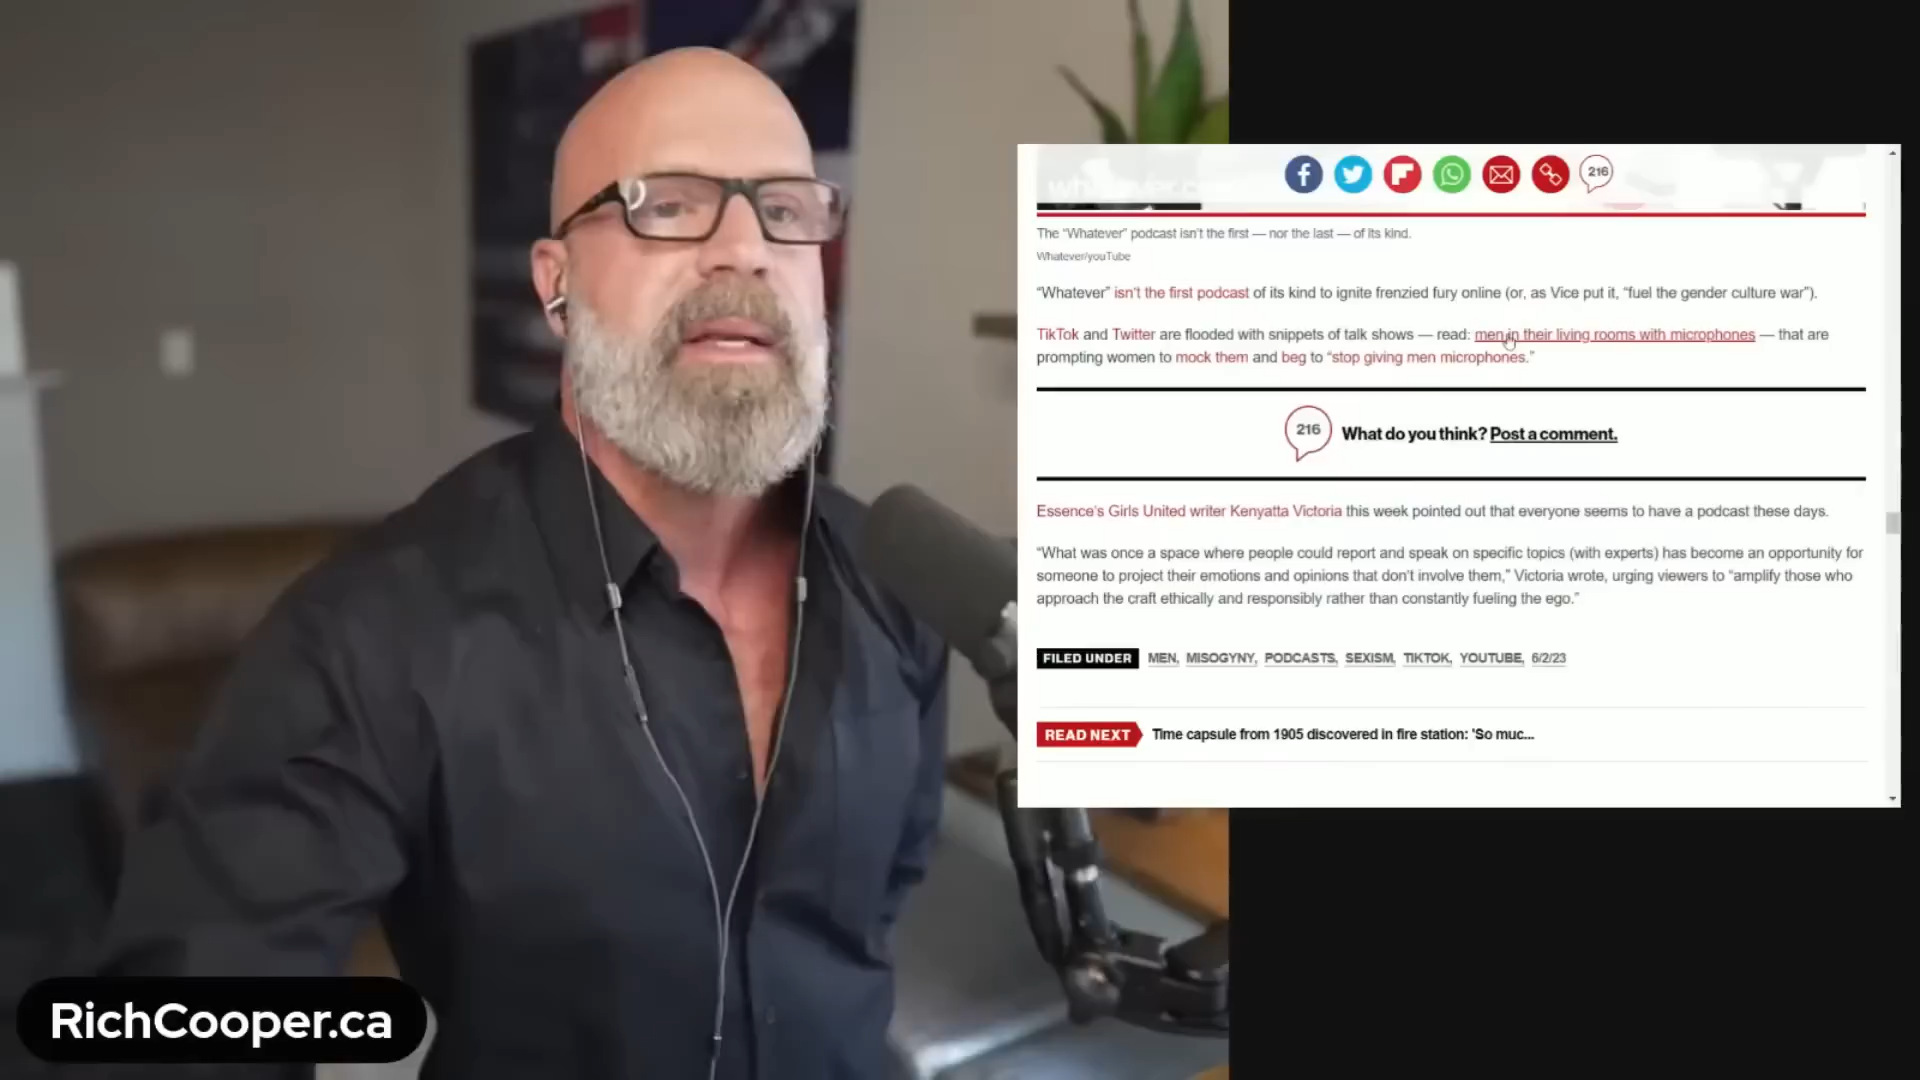 216
The “Whatever” podcast isn't the first — nor the last — of its kind.
Whatever/youTube
“Whatever” isn't the first podcast of its kind to ignite frenzied fury online (or, as Vice put it, “fuel the gender culture war”).
TikTok and Twitter are flooded with snippets of talk shows — read: men in their living rooms with microphones — that are
prompting women to mock them and beg to “stop giving men microphones.”
216 What do you think? Post a comment.
Essence's Girls United writer Kenyatta Victoria this week pointed out that everyone seems to have a podcast these days.
“What was once a space where people could report and speak on specific topics (with experts) has become an opportunity for
someone to project their emotions and opinions that don't involve them,” Victoria wrote, urging viewers to “amplify those who
approach the craft ethically and responsibly rather than constantly fueling the ego.”
FILED UNDER MEN, MISOGYNY, PODCASTS, SEXISM, TIKTOK, YOUTUBE, 6/2/23
READ NEXT Time capsule from 1905 discovered in fire station: 'So muc...
RichCooper.ca